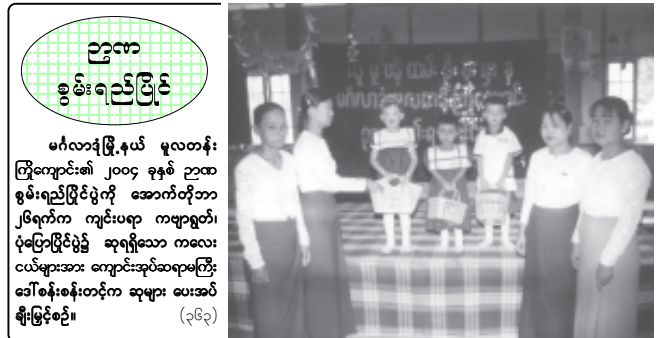 ဉာဏ
စွမ်းရည်ပြိုင်
မင်္ဂလာဒုံမြို့နယ် မူလတန်း
ကြိုကျောင်း၏ ၂၀၀၄ ခုနှစ် ဉာဏ
စွမ်းရည်ပြိုင်ပွဲကို အောက်တိုဘာ
၂၆ရက်က ကျင်းပရာ ကဗျာရွတ်၊
ပုံပြောပြိုင်ပွဲ၌ ဆုရရှိသော ကလေး
ငယ်များအား ကျောင်းအုပ်ဆရာမကြီး
ဒေါ်စန်းစန်းတင့်က ဆုများ ပေးအပ်
ချီးမြှင့်စဉ်။ (၃၆၃)